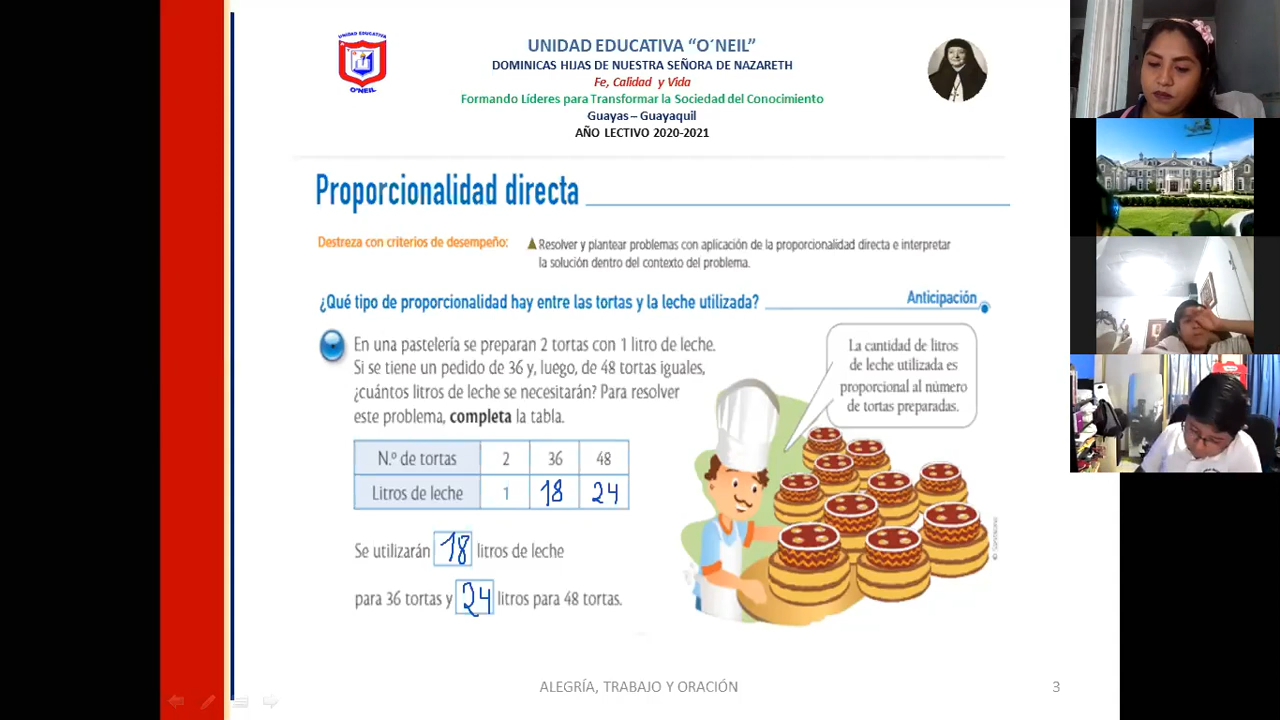 UNIDAD EDUCATIVA
O´NEIL
UNIDAD EDUCATIVA “O´NEIL”
DOMINICAS HIJAS DE NUESTRA SEÑORA DE NAZARETH
Fe, Calidad y Vida
Formando Líderes para Transformar la Sociedad del Conocimiento
Guayas – Guayaquil
AÑO LECTIVO 2020-2021
Proporcionalidad directa
Destreza con criterios de desempeño: Resolver y plantear problemas con aplicación de la proporcionalidad directa e interpretar
la solución dentro del contexto del problema.
¿Qué tipo de proporcionalidad hay entre las tortas y la leche utilizada?
Anticipación
En una pastelería se preparan 2 tortas con 1 litro de leche.
Si se tiene un pedido de 36 y, luego, de 48 tortas iguales,
¿cuántos litros de leche se necesitarán? Para resolver
este problema, completa la tabla.
La cantidad de litros
de leche utilizada es
proporcional al número
de tortas preparadas.
N.º de tortas 2 36 48
Litros de leche 1 18 24
Se utilizarán 18 litros de leche
para 36 tortas y 24 litros para 48 tortas.
ALEGRÍA, TRABAJO Y ORACIÓN
3